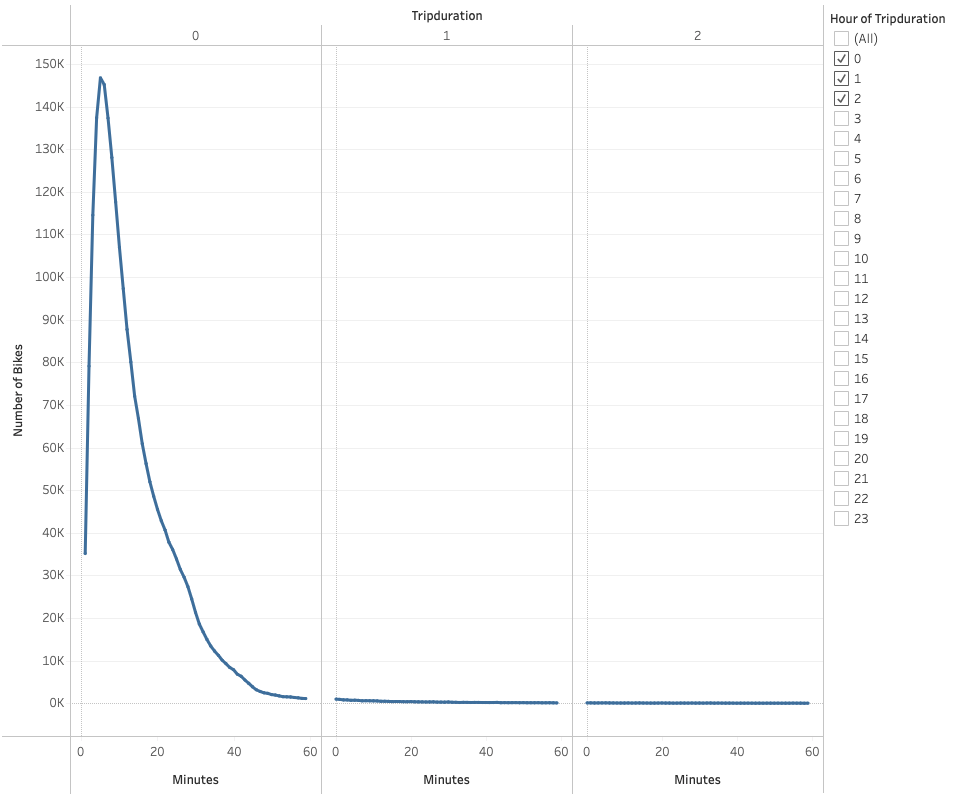 Tripduration
0 1 2
150K
140K
130K
120K
110K
100K
90K
80K
70K
60K
50K
40K
30K
20K
10K
0K
Number of Bikes
0 20 40 60 0 20 40 60 0 20 40 60
Minutes Minutes Minutes
Hour of Tripduration
(All)
0
1
2
3
4
5
6
7
8
9
10
11
12
13
14
15
16
17
18
19
20
21
22
23